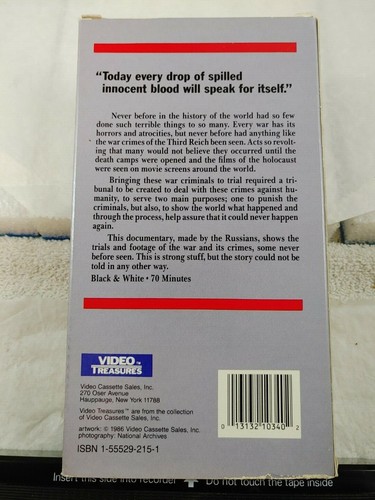 “Today every drop of spilled
innocent blood will speak for itself.”
Never before in the history of the world had so few
done such terrible things to so many. Every war has its
horrors and atrocities, but never before had anything like
the war crimes of the Third Reich been seen. Acts so revolt-
ing that many would not believe they occurred until the
death camps were opened and the films of the holocaust
were seen on movie screens around the world.
Bringing these war criminals to trial required a tri-
bunal to be created to deal with these crimes against hu-
manity, to serve two main purposes; one to punish the
criminals, but also, to show the world what happened and
through the process, help assure that it could never happen
again.
This documentary, made by the Russians, shows the
trials and footage of the war and its crimes, some never
before seen. This is strong stuff, but the story could not be
told in any other way.
Black & White • 70 Minutes
VIDEO™
TREASURES
Video Cassette Sales, Inc.
270 Oser Avenue
Hauppauge, New York 11788
Video Treasures™ are from the collection
of Video Cassette Sales, Inc.
artwork: © 1986 Video Cassette Sales, Inc.
photography: National Archives
ISBN 1-55529-215-1
0 13132 10340 2
Insert this side into recorder Do not touch the tape inside